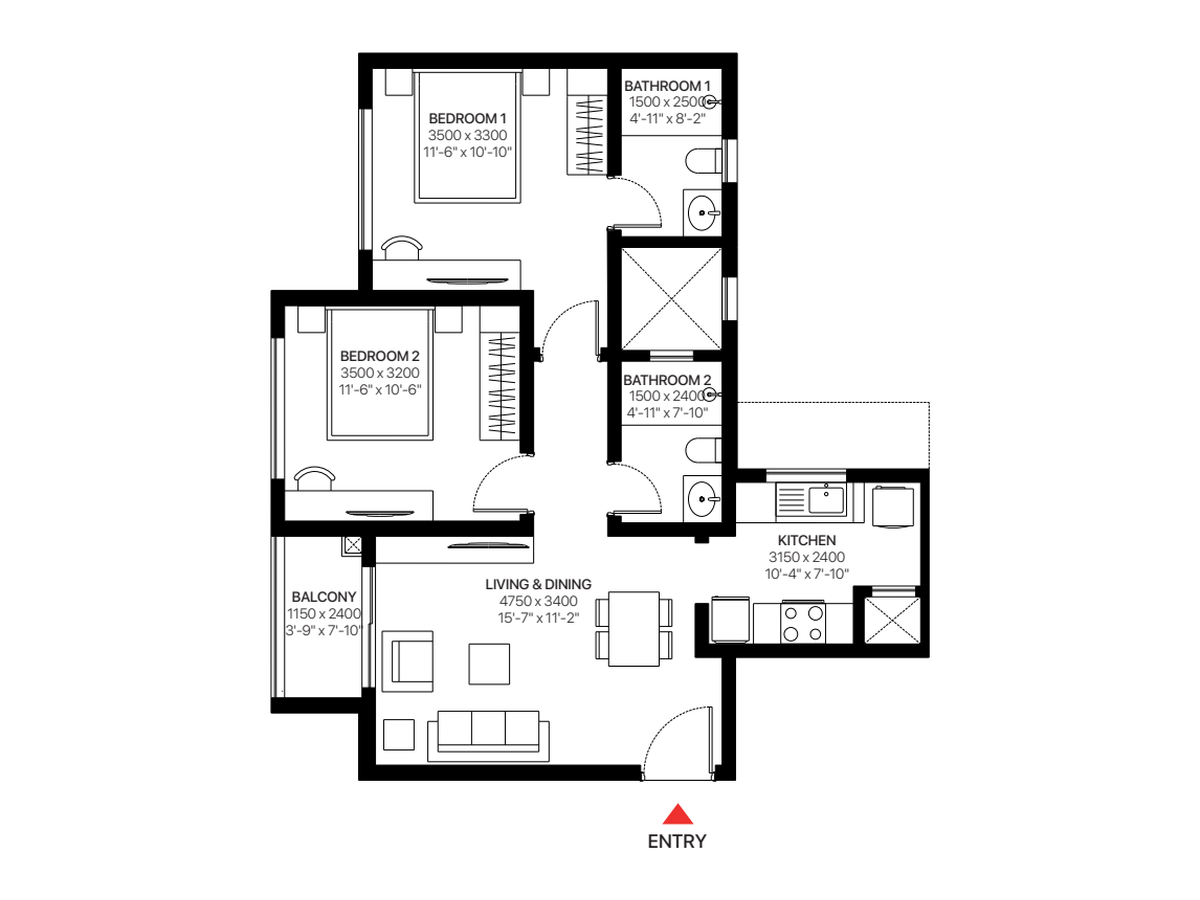 BATHROOM 1
1500 x 2500
4'-11" x 8'-2"
BEDROOM 1
3500 x 3300
11'-6" x 10'-10"
BEDROOM 2
3500 x 3200
11'-6" x 10'-6"
BATHROOM 2
1500 x 2400
4'-11" x 7'-10"
KITCHEN
3150 x 2400
10'-4" x 7'-10"
LIVING & DINING
4750 x 3400
15'-7" x 11'-2"
BALCONY
1150 x 2400
3'-9" x 7'-10"
ENTRY